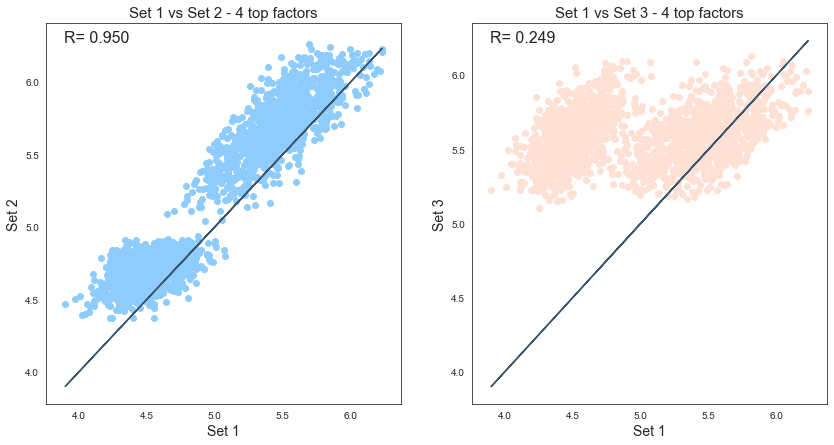 Set 1 vs Set 2 - 4 top factors
R= 0.950
6.0
5.5
5.0
4.5
4.0
Set 2
4.0 4.5 5.0 5.5 6.0
Set 1
Set 1 vs Set 3 - 4 top factors
R= 0.249
6.0
5.5
5.0
4.5
4.0
Set 3
4.0 4.5 5.0 5.5 6.0
Set 1